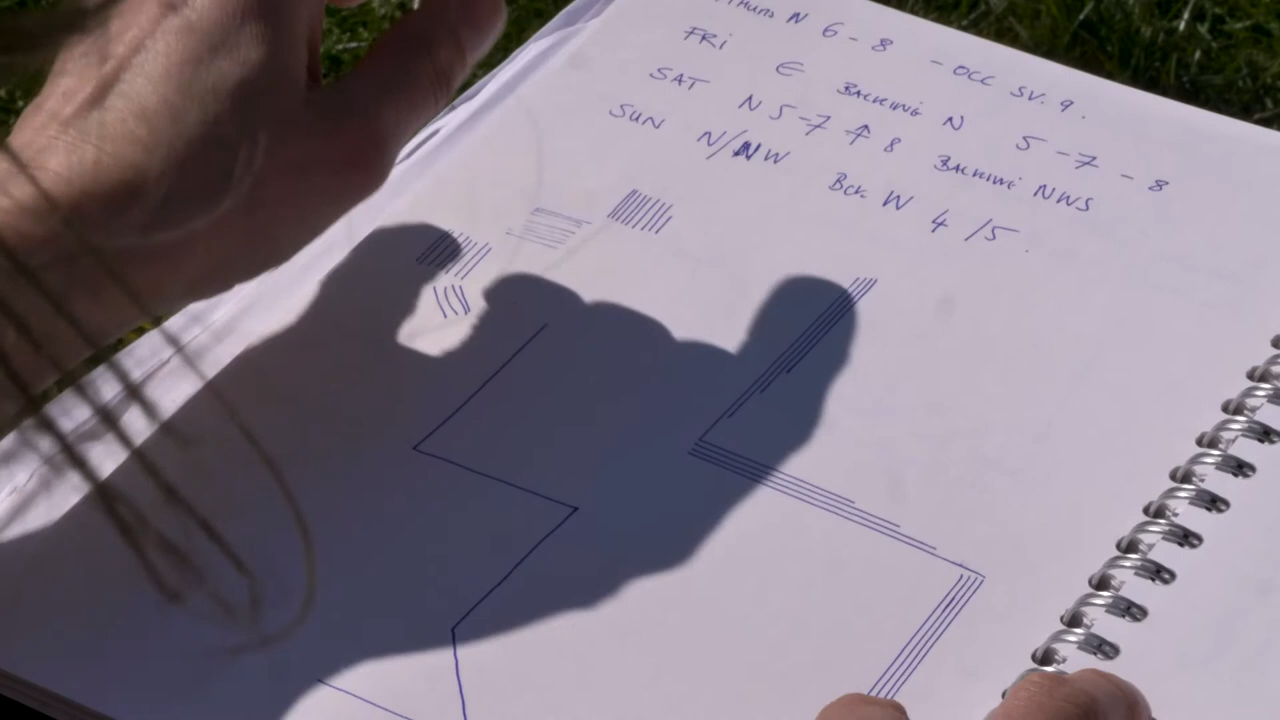 Thurs N 6-8 - OCC SV. 9.
FRI E BACKING N 5-7-8
SAT N 5-7 ↑ 8 BACKING NWS
SUN N/NW BCK. W 4/5.